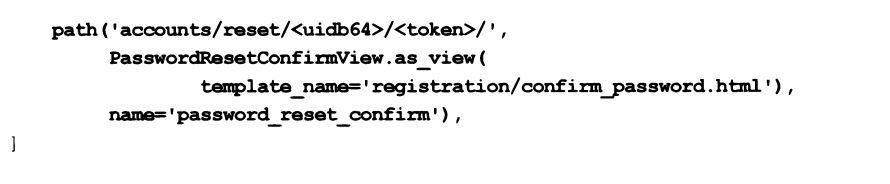 path('accounts/reset/<uidb64>/<token>/',
PasswordResetConfirmView.as_view(
template_name='registration/confirm_password.html'),
name='password_reset_confirm'),
]